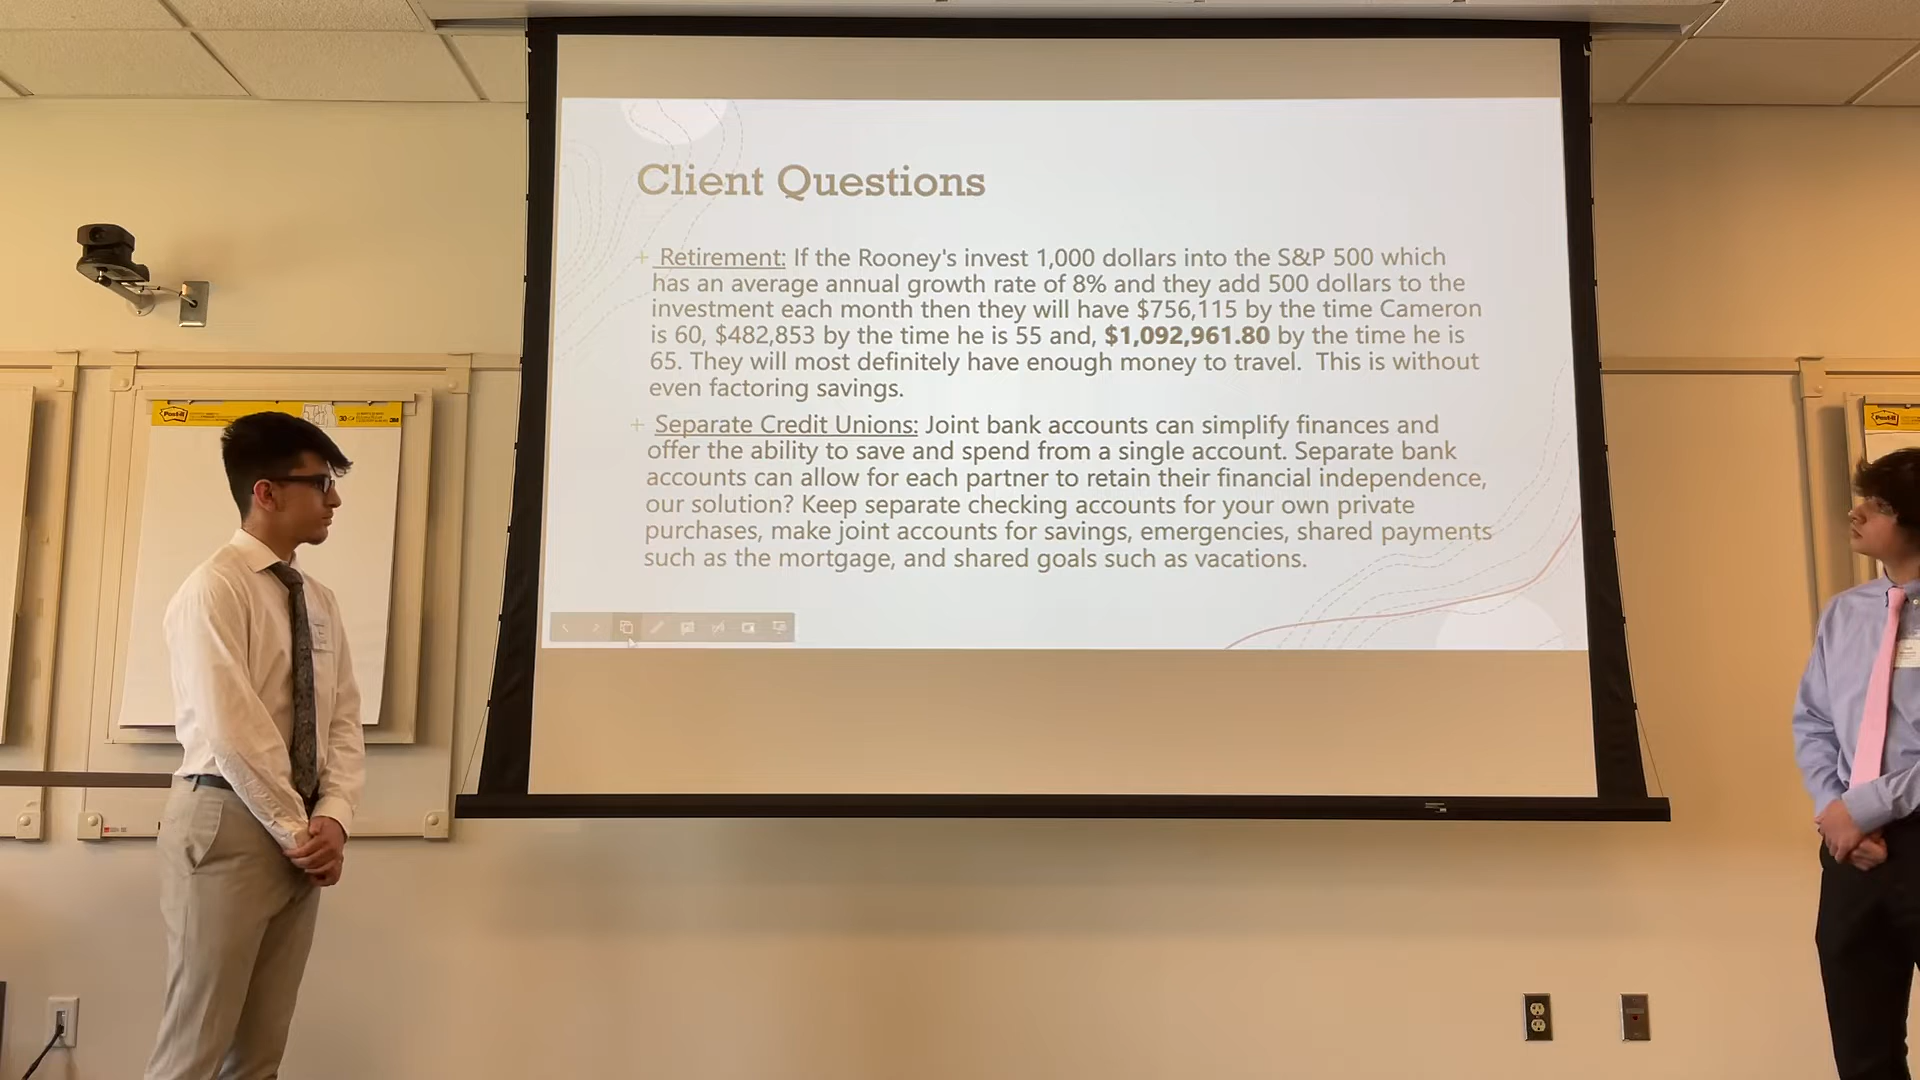 Client Questions
+ Retirement: If the Rooney's invest 1,000 dollars into the S&P 500 which
has an average annual growth rate of 8% and they add 500 dollars to the
investment each month then they will have $756,115 by the time Cameron
is 60, $482,853 by the time he is 55 and, $1,092,961.80 by the time he is
65. They will most definitely have enough money to travel. This is without
even factoring savings.
+ Separate Credit Unions: Joint bank accounts can simplify finances and
offer the ability to save and spend from a single account. Separate bank
accounts can allow for each partner to retain their financial independence,
our solution? Keep separate checking accounts for your own private
purchases, make joint accounts for savings, emergencies, shared payments
such as the mortgage, and shared goals such as vacations.
Post-it
30
Post-it